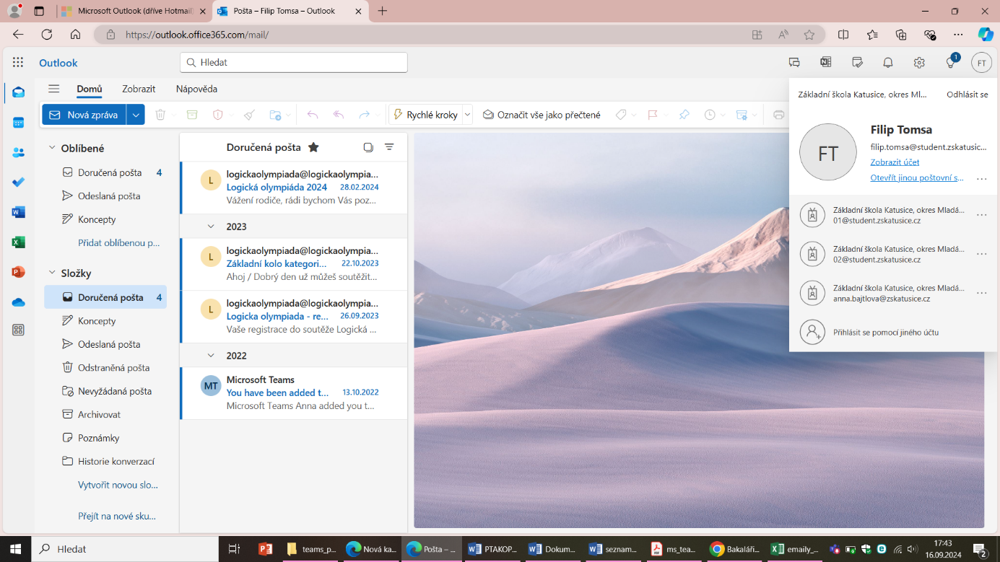 Microsoft Outlook (dříve Hotmail)
Pošta – Filip Tomsa – Outlook
https://outlook.office365.com/mail/
Outlook
Hledat
1
FT
Domů
Zobrazit
Nápověda
Nová zpráva
Rychlé kroky
Označit vše jako přečtené
Oblíbené
Doručená pošta 4
Odeslaná pošta
Koncepty
Přidat oblíbenou p...
Složky
Doručená pošta 4
Koncepty
Odeslaná pošta
Odstraněná pošta
Nevyžádaná pošta
Archivovat
Poznámky
Historie konverzací
Vytvořit novou slo...
Přejít na nové sku...
Doručená pošta
L
logickaolympiada@logickaolympia...
Logická olympiáda 2024 28.02.2024
Vážení rodiče, rádi bychom Vás poz...
2023
L
logickaolympiada@logickaolympia...
Základní kolo kategori... 22.10.2023
Ahoj / Dobrý den už můžeš soutěžit...
L
logickaolympiada@logickaolympia...
Logicka olympiada - re... 26.09.2023
Vaše registrace do soutěže Logická ...
2022
MT
Microsoft Teams
You have been added t... 13.10.2022
Microsoft Teams Anna added you t...
Základní škola Katusice, okres Ml... Odhlásit se
FT
Filip Tomsa
filip.tomsa@student.zskatusic...
Zobrazit účet
Otevřít jinou poštovní s...
Základní škola Katusice, okres Mladá...
01@student.zskatusice.cz
Základní škola Katusice, okres Mladá...
02@student.zskatusice.cz
Základní škola Katusice, okres Mladá...
anna.bajtlova@zskatusice.cz
Přihlásit se pomocí jiného účtu
Hledat
teams_p...
Nová ka...
Pošta – ...
PTAKOP...
Dokum...
seznam...
ms_tea...
Bakaláři...
emaily_...
17:43
16.09.2024
2